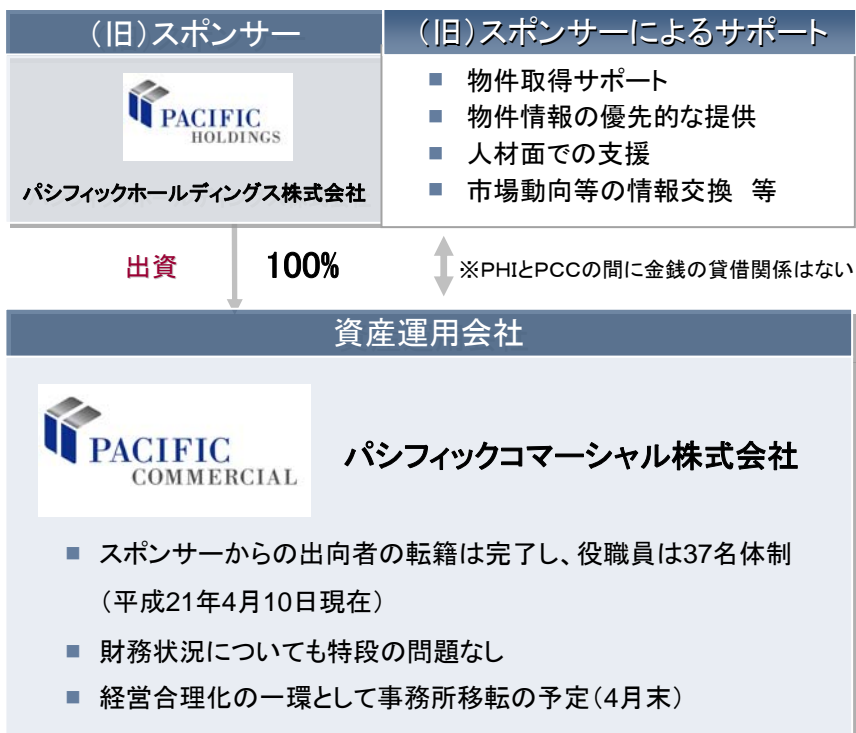 （旧）スポンサー
PACIFIC
HOLDINGS
パシフィックホールディングス株式会社
（旧）スポンサーによるサポート
■ 物件取得サポート
■ 物件情報の優先的な提供
■ 人材面での支援
■ 市場動向等の情報交換　等
出資 100%
※PHIとPCCの間に金銭の貸借関係はない
資産運用会社
PACIFIC
COMMERCIAL
パシフィックコマーシャル株式会社
■ スポンサーからの出向者の転籍は完了し、役職員は37名体制
（平成21年4月10日現在）
■ 財務状況についても特段の問題なし
■ 経営合理化の一環として事務所移転の予定（4月末）